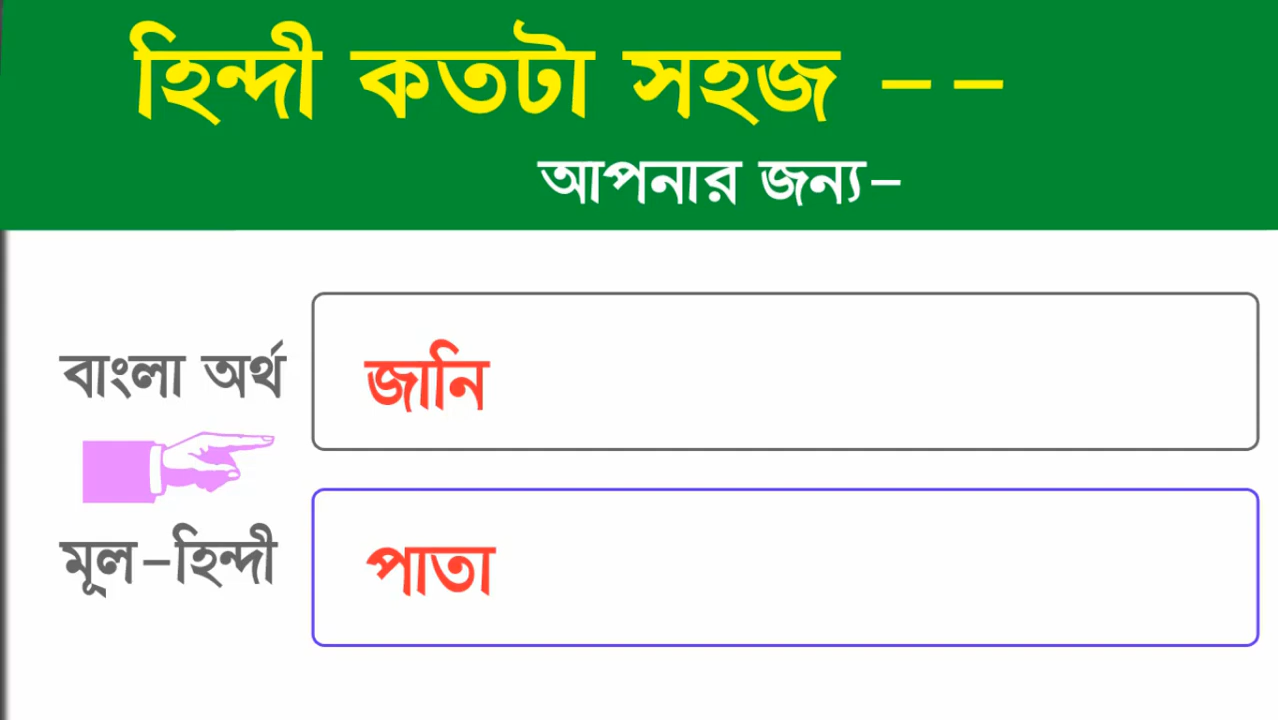 হিন্দী কতটা সহজ --
আপনার জন্য-
বাংলা অর্থ
জানি
মূল-হিন্দী
পাতা